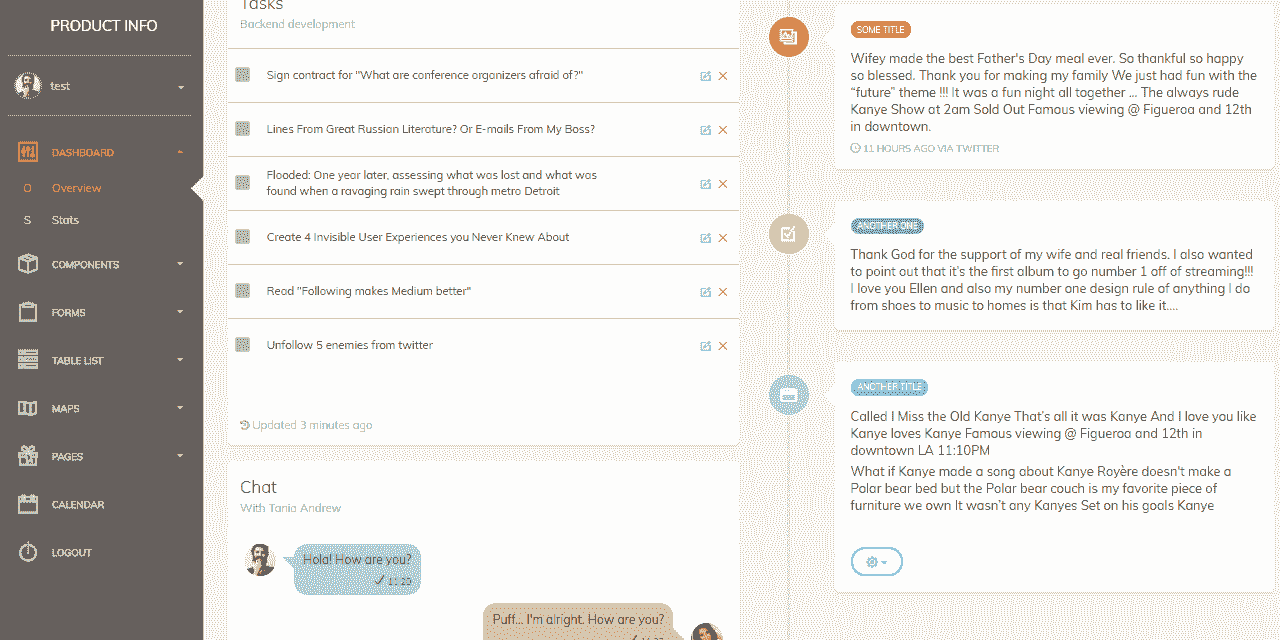 PRODUCT INFO
test
DASHBOARD
O Overview
S Stats
COMPONENTS
FORMS
TABLE LIST
MAPS
PAGES
CALENDAR
LOGOUT
Tasks
Backend development
Sign contract for "What are conference organizers afraid of?"
Lines From Great Russian Literature? Or E-mails From My Boss?
Flooded: One year later, assessing what was lost and what was
found when a ravaging rain swept through metro Detroit
Create 4 Invisible User Experiences you Never Knew About
Read "Following makes Medium better"
Unfollow 5 enemies from twitter
Updated 3 minutes ago
Chat
With Tania Andrew
Hola! How are you?
11:20
Puff... I'm alright. How are you?
SOME TITLE
Wifey made the best Father's Day meal ever. So thankful so happy
so blessed. Thank you for making my family We just had fun with the
“future” theme !!! It was a fun night all together ... The always rude
Kanye Show at 2am Sold Out Famous viewing @ Figueroa and 12th
in downtown.
11 HOURS AGO VIA TWITTER
ANOTHER ONE
Thank God for the support of my wife and real friends. I also wanted
to point out that it’s the first album to go number 1 off of streaming!!!
I love you Ellen and also my number one design rule of anything I do
from shoes to music to homes is that Kim has to like it....
ANOTHER TITLE
Called I Miss the Old Kanye That’s all it was Kanye And I love you like
Kanye loves Kanye Famous viewing @ Figueroa and 12th in
downtown LA 11:10PM
What if Kanye made a song about Kanye Royère doesn't make a
Polar bear bed but the Polar bear couch is my favorite piece of
furniture we own It wasn’t any Kanyes Set on his goals Kanye